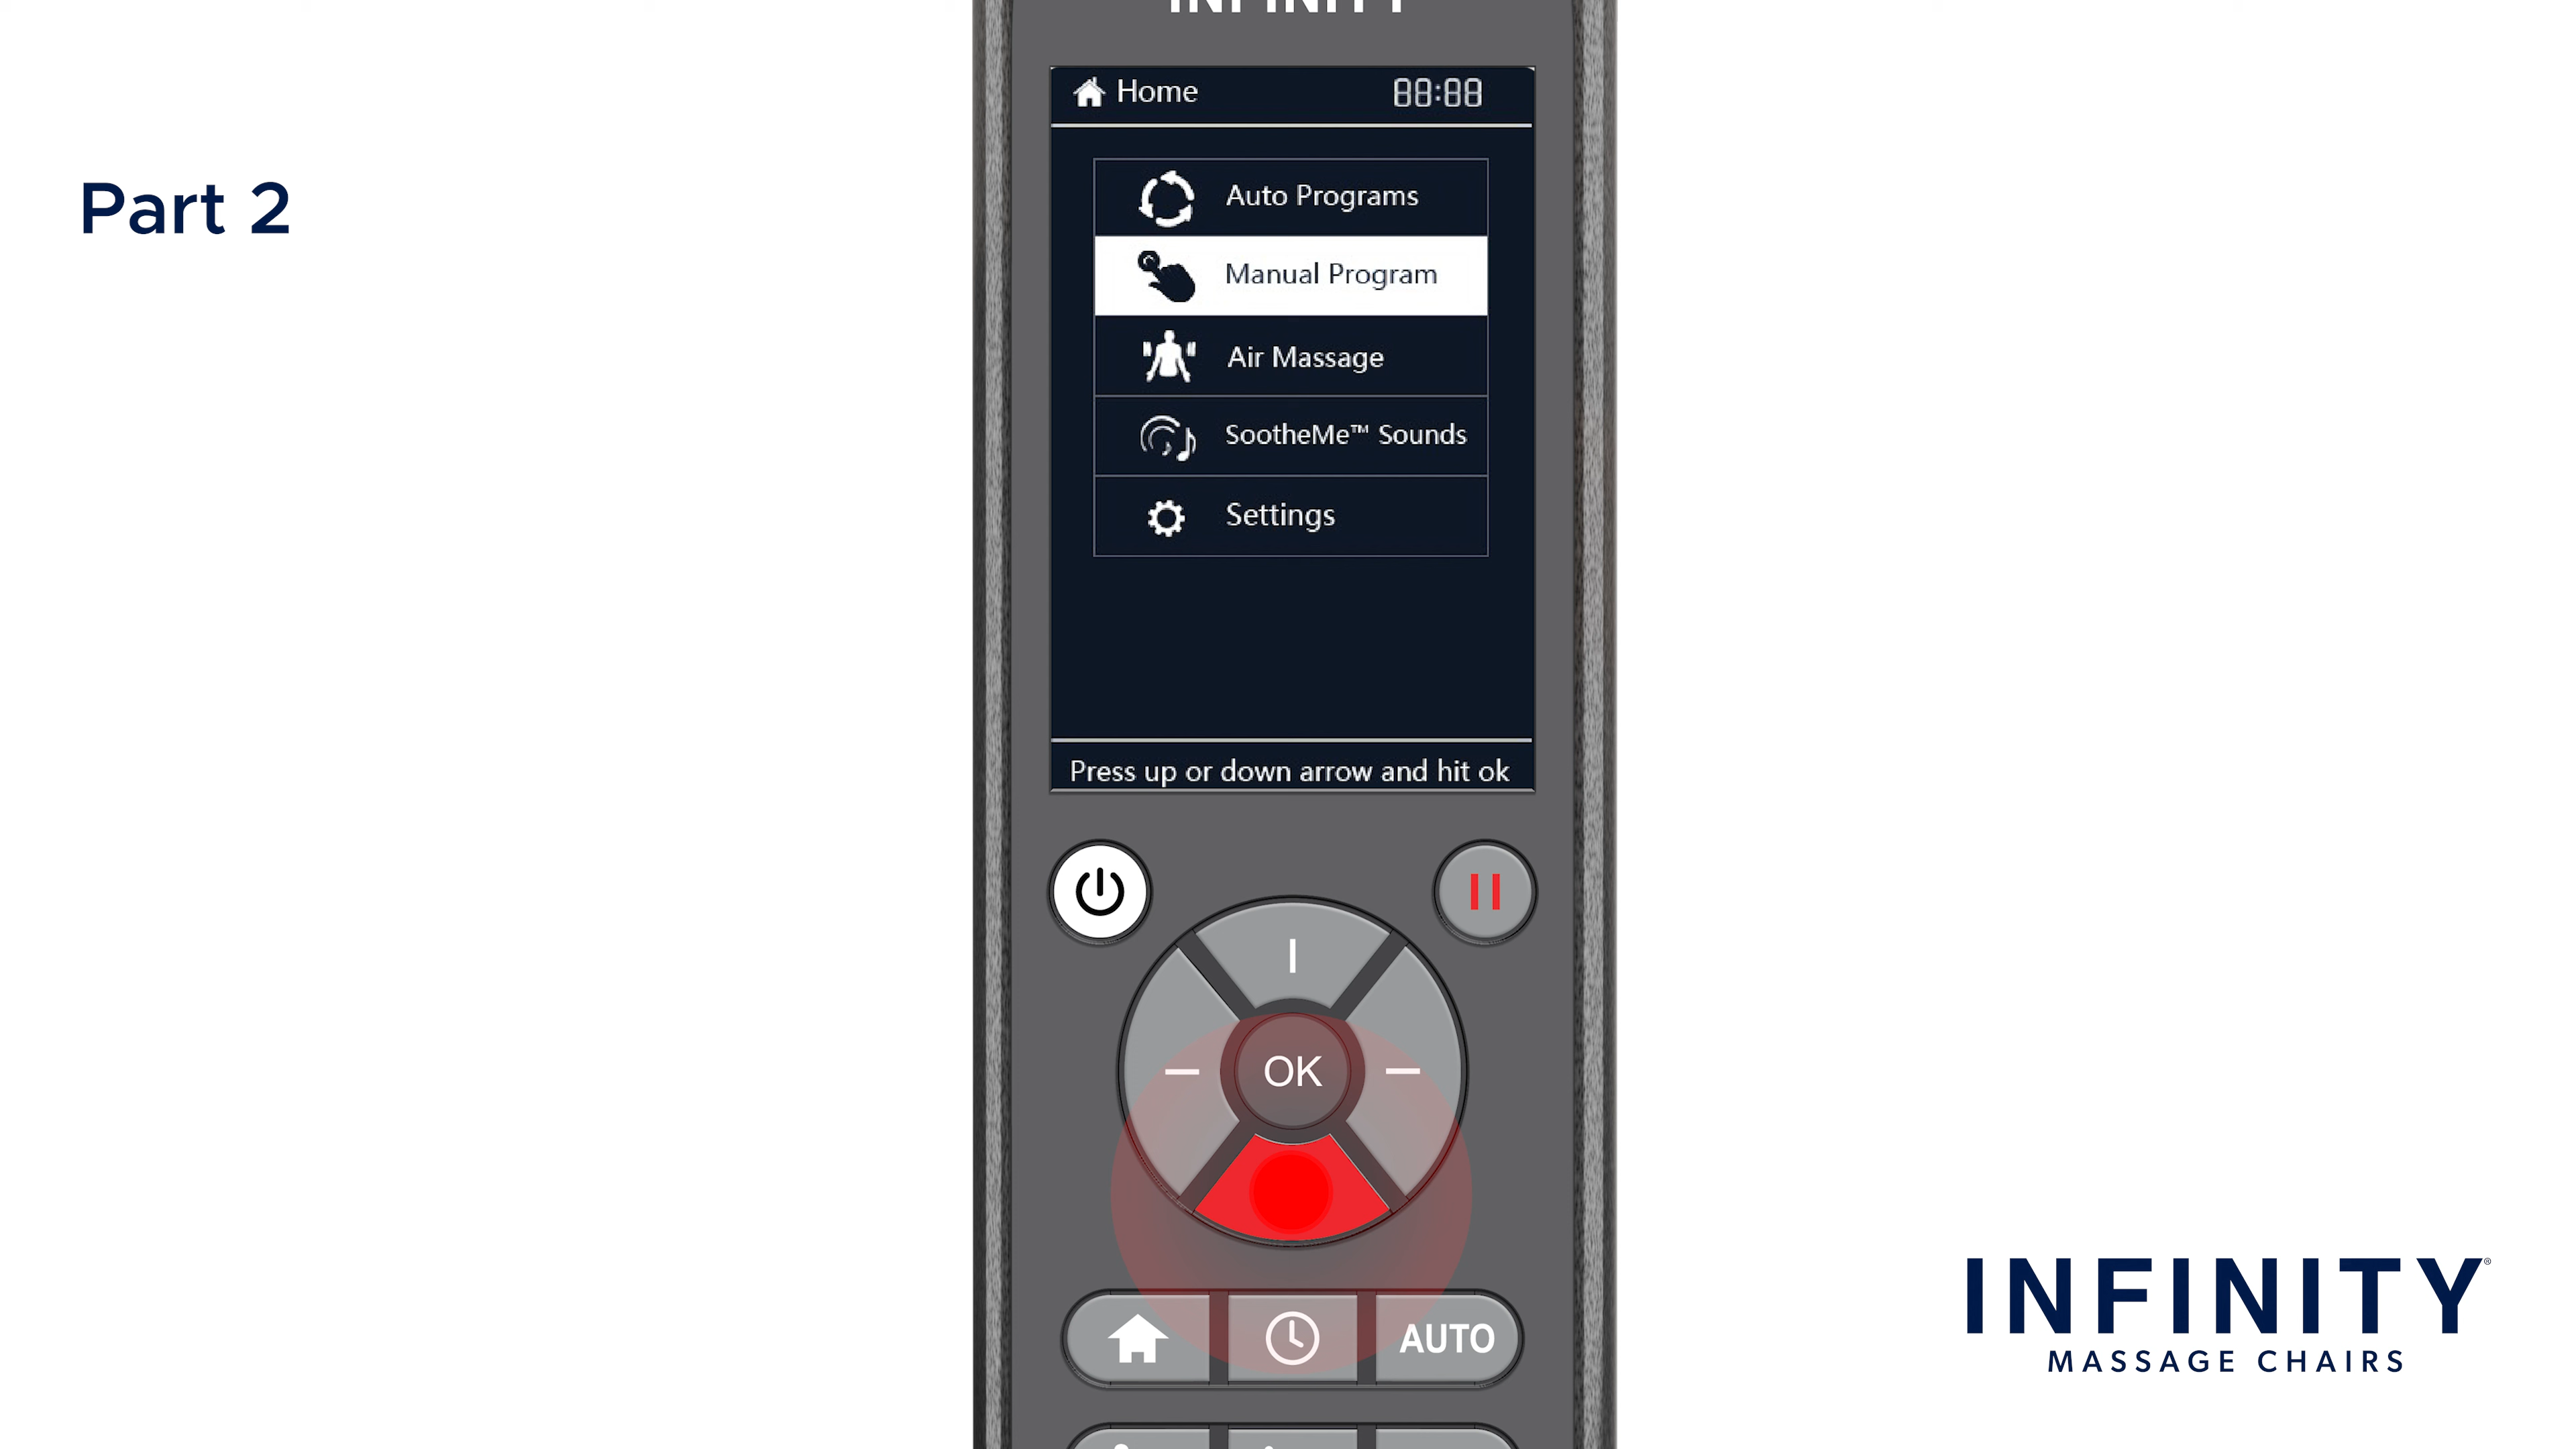 INFINITY
Home 88:88
Part 2
Auto Programs
Manual Program
Air Massage
SootheMe™ Sounds
Settings
Press up or down arrow and hit ok
OK
AUTO
INFINITY®
MASSAGE CHAIRS